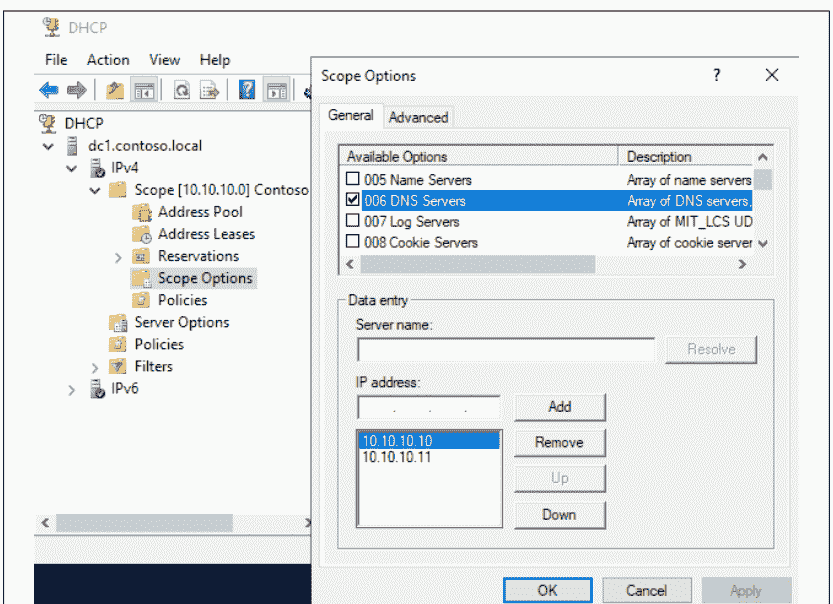 DHCP
File Action View Help
DHCP
dc1.contoso.local
IPv4
Scope [10.10.10.0] Contoso
Address Pool
Address Leases
Reservations
Scope Options
Policies
Server Options
Policies
Filters
IPv6
Scope Options
General Advanced
Available Options Description
005 Name Servers Array of name servers
006 DNS Servers Array of DNS servers,
007 Log Servers Array of MIT_LCS UD
008 Cookie Servers Array of cookie server
Data entry
Server name:
Resolve
IP address:
Add
10.10.10.10 Remove
10.10.10.11
Up
Down
OK Cancel Apply